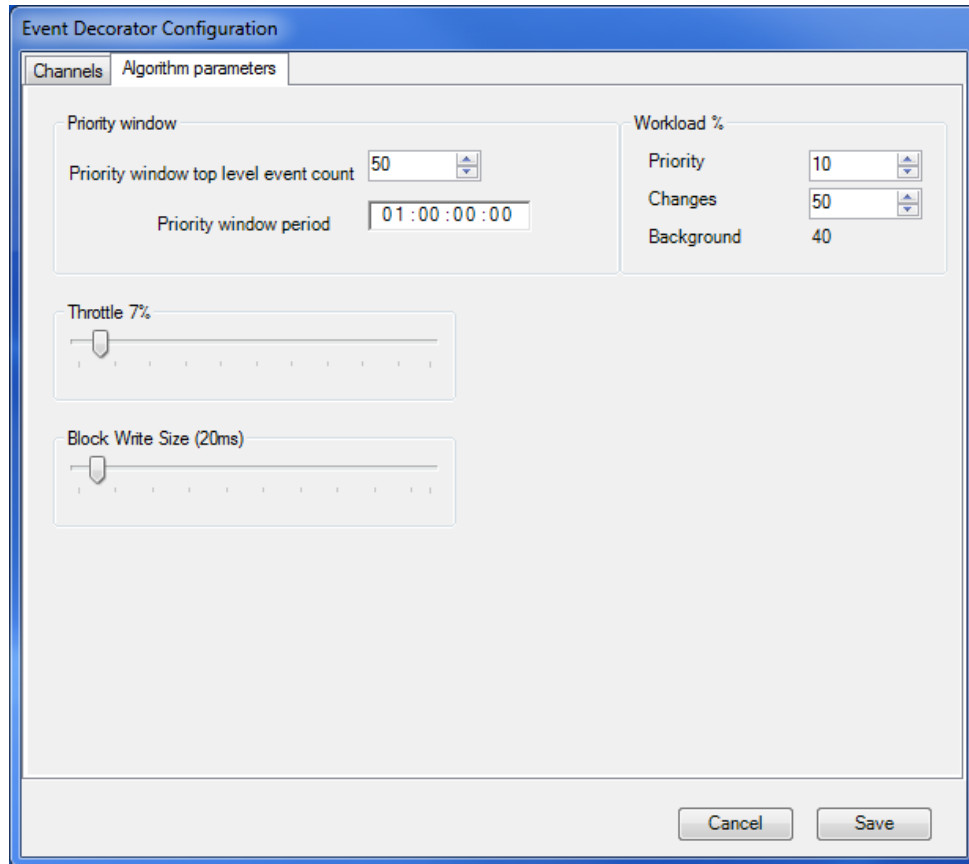 Event Decorator Configuration
Channels
Algorithm parameters
Priority window
Priority window top level event count 50
Priority window period 01:00:00:00
Workload %
Priority 10
Changes 50
Background 40
Throttle 7%
Block Write Size (20ms)
Cancel
Save